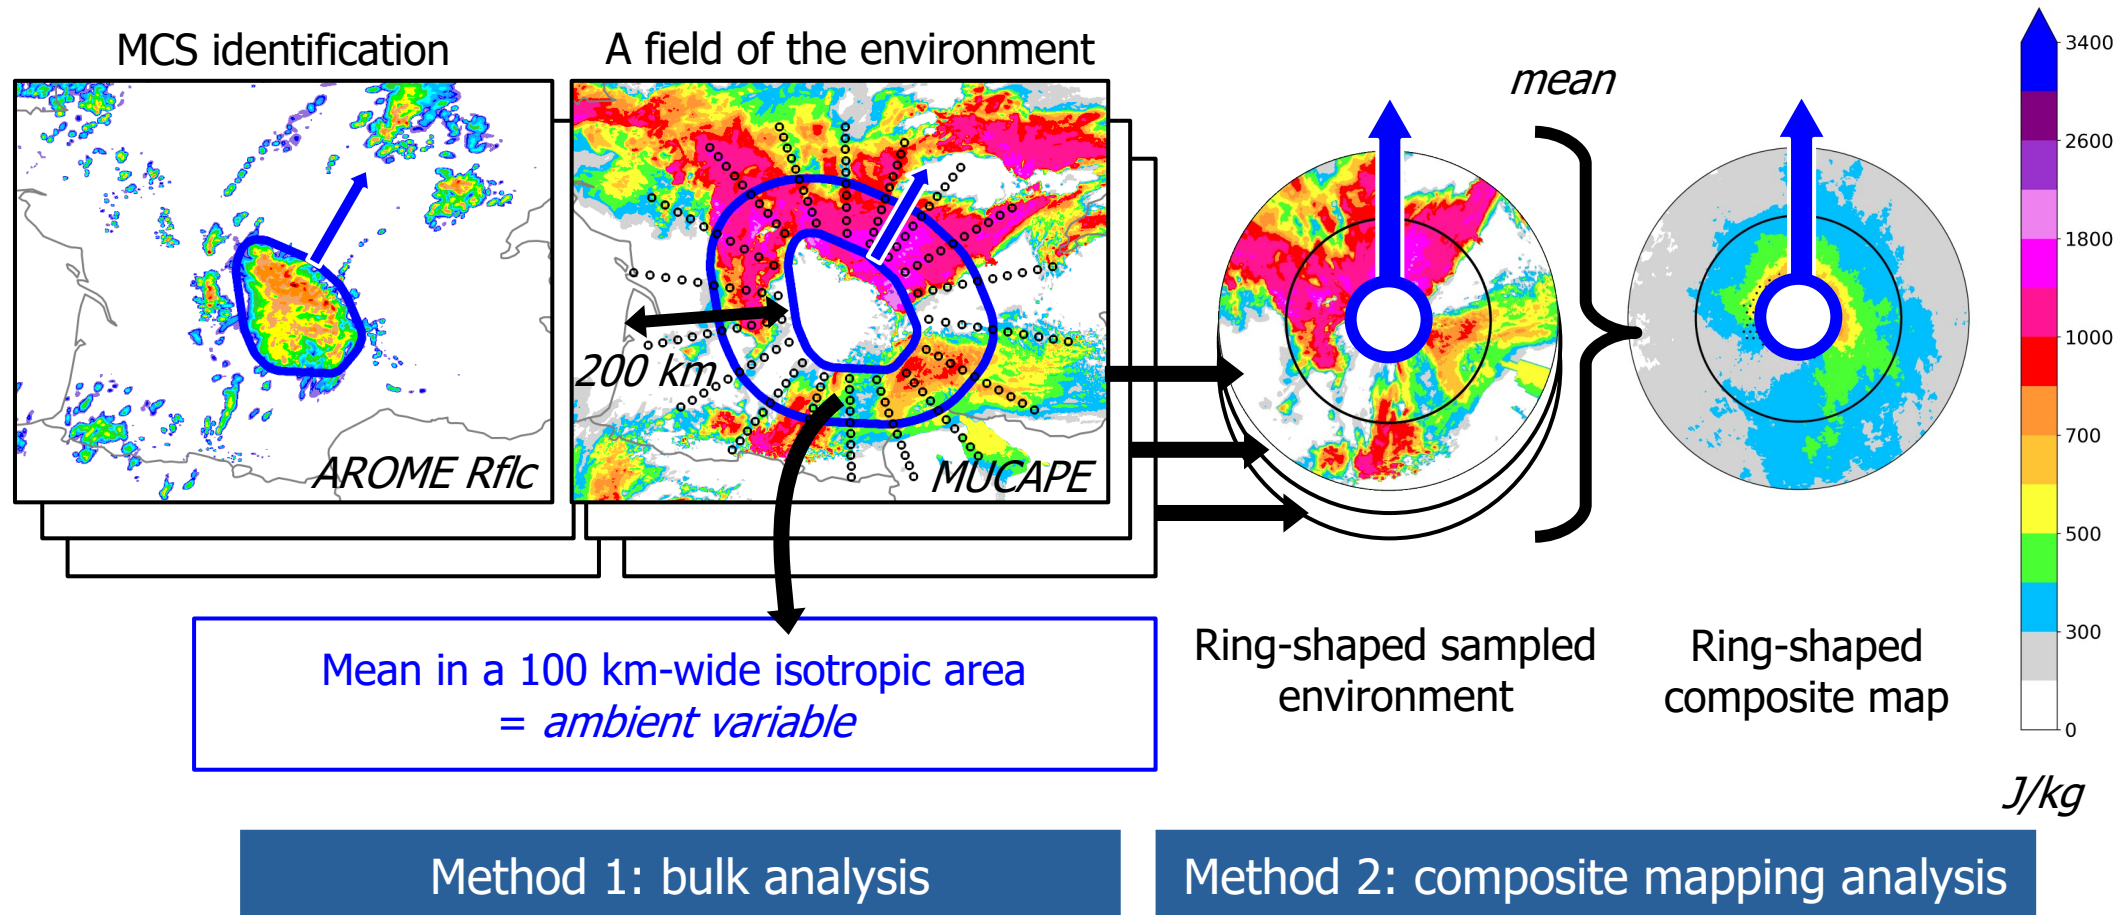 MCS identification
A field of the environment
mean
AROME Rflc
200 km
MUCAPE
3400
2600
1800
1000
700
500
300
0
J/kg
Mean in a 100 km-wide isotropic area
= ambient variable
Ring-shaped sampled
environment
Ring-shaped
composite map
Method 1: bulk analysis
Method 2: composite mapping analysis